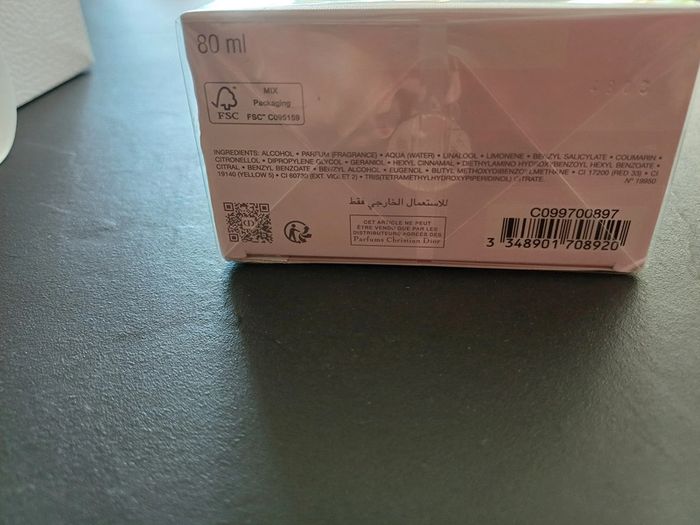 80 ml
MIX
Packaging
FSC
FSC™ C095159
INGREDIENTS: ALCOHOL • PARFUM (FRAGRANCE) • AQUA (WATER) • LINALOOL • LIMONENE • BENZYL SALICYLATE • COUMARIN •
CITRONELLOL • DIPROPYLENE GLYCOL • GERANIOL • HEXYL CINNAMAL • DIETHYLAMINO HYDROXYBENZOYL HEXYL BENZOATE •
CITRAL • BENZYL BENZOATE • BENZYL ALCOHOL • EUGENOL • BUTYL METHOXYDIBENZOYLMETHANE • CI 17200 (RED 33) • CI
19140 (YELLOW 5) • CI 60730 (EXT. VIOLET 2) • TRIS(TETRAMETHYLHYDROXYPIPERIDINOL) CITRATE.
N° 19950
للاستعمال الخارجي فقط
CET ARTICLE NE PEUT
ÊTRE VENDU QUE PAR LES
DISTRIBUTEURS AGRÉÉS DES
Parfums Christian Dior
C099700897
3 348901 708920